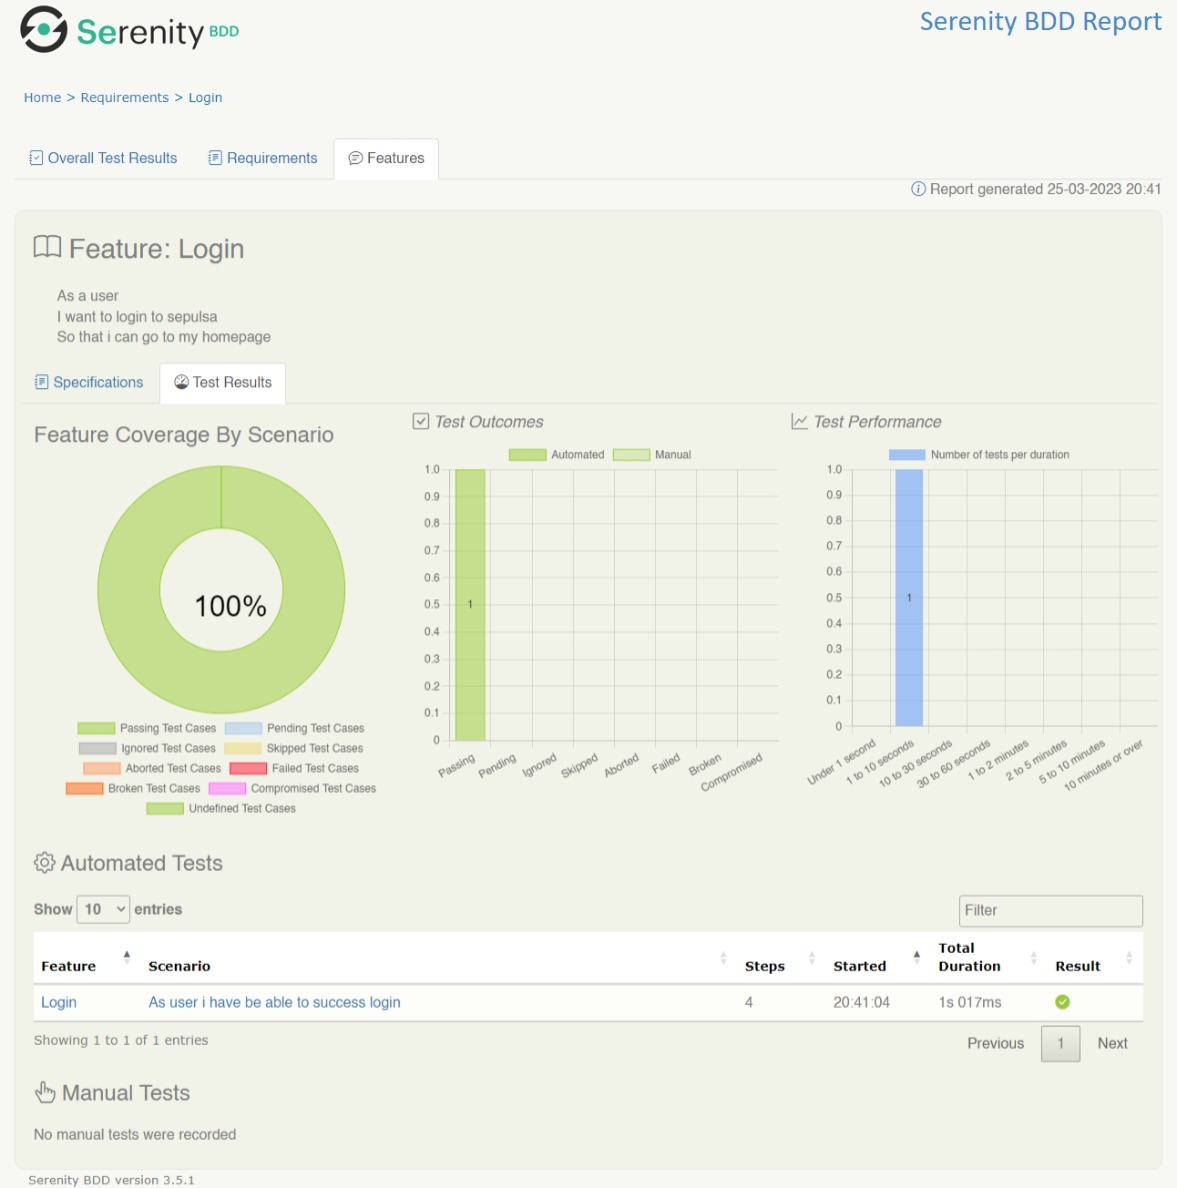 Serenity BDD
Serenity BDD Report
Home > Requirements > Login
Overall Test Results Requirements Features
Report generated 25-03-2023 20:41
Feature: Login
As a user
I want to login to sepulsa
So that i can go to my homepage
Specifications Test Results
Feature Coverage By Scenario
100%
Passing Test Cases Pending Test Cases
Ignored Test Cases Skipped Test Cases
Aborted Test Cases Failed Test Cases
Broken Test Cases Compromised Test Cases
Undefined Test Cases
Test Outcomes
Automated Manual
1.0
0.9
0.8
0.7
0.6
0.5
0.4
0.3
0.2
0.1
0
1
Passing Pending Ignored Skipped Aborted Failed Broken Compromised
Test Performance
Number of tests per duration
1.0
0.9
0.8
0.7
0.6
0.5
0.4
0.3
0.2
0.1
0
1
Under 1 second 1 to 10 seconds 10 to 30 seconds 30 to 60 seconds 1 to 2 minutes 2 to 5 minutes 5 to 10 minutes 10 minutes or over
Automated Tests
Show 10 entries
Filter
Feature Scenario Steps Started Total Duration Result
Login As user i have be able to success login 4 20:41:04 1s 017ms
Showing 1 to 1 of 1 entries
Previous 1 Next
Manual Tests
No manual tests were recorded
Serenity BDD version 3.5.1